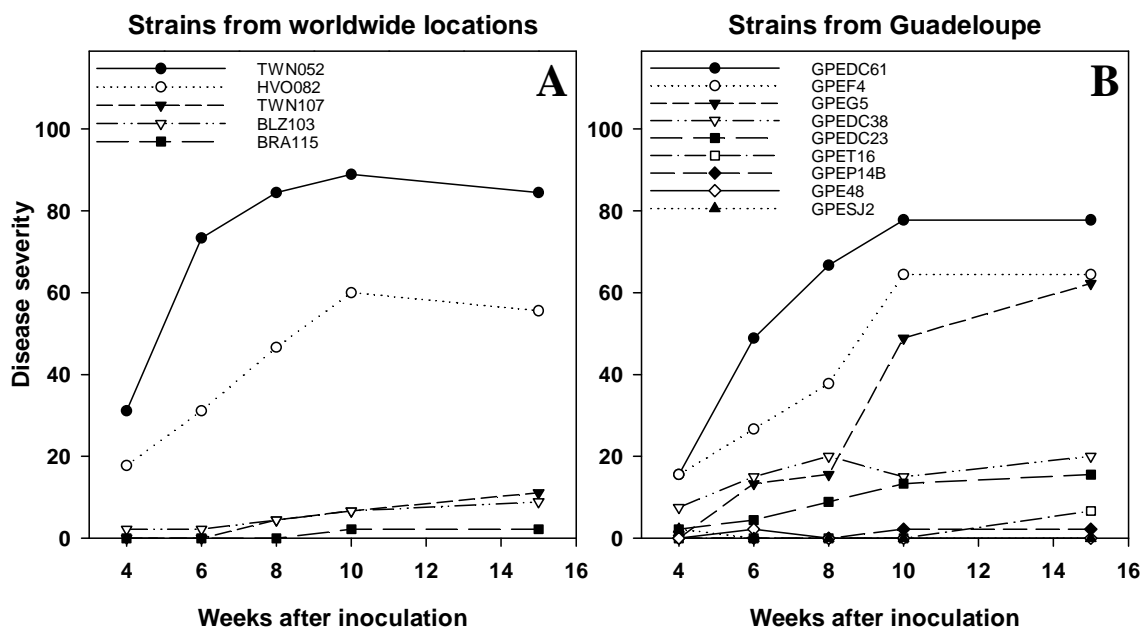 Strains from worldwide locations
A
TWN052
HVO082
TWN107
BLZ103
BRA115
Disease severity
100
80
60
40
20
0
4 6 8 10 12 14 16
Weeks after inoculation
Strains from Guadeloupe
B
GPEDC61
GPEF4
GPEG5
GPEDC38
GPEDC23
GPET16
GPEP14B
GPE48
GPESJ2
100
80
60
40
20
0
4 6 8 10 12 14 16
Weeks after inoculation